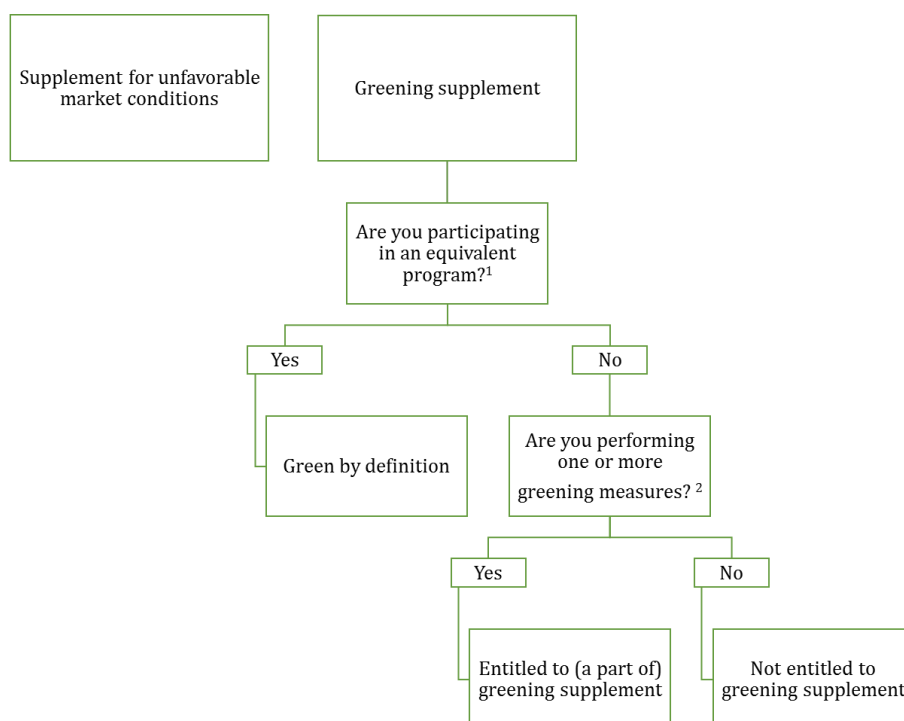 Supplement for unfavorable
market conditions
Greening supplement
Are you participating
in an equivalent
program?¹
Yes
No
Green by definition
Are you performing
one or more
greening measures? ²
Yes
No
Entitled to (a part of)
greening supplement
Not entitled to
greening supplement